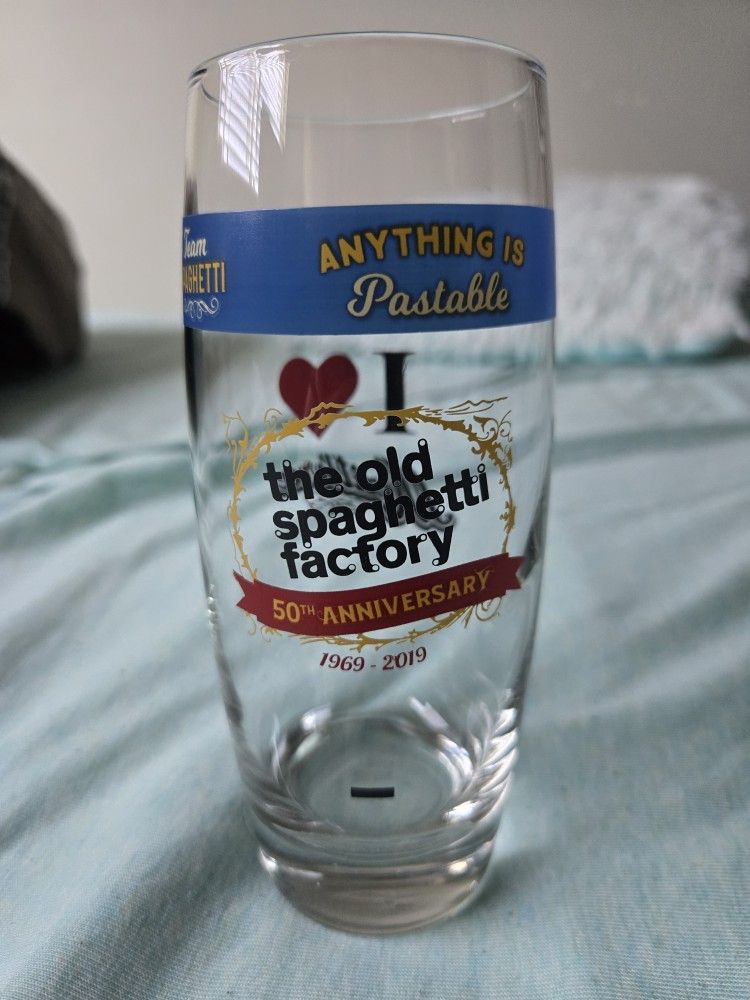 Team
ANYTHING IS
Pastable
I
the old
spaghetti
factory
50TH ANNIVERSARY
1969 - 2019